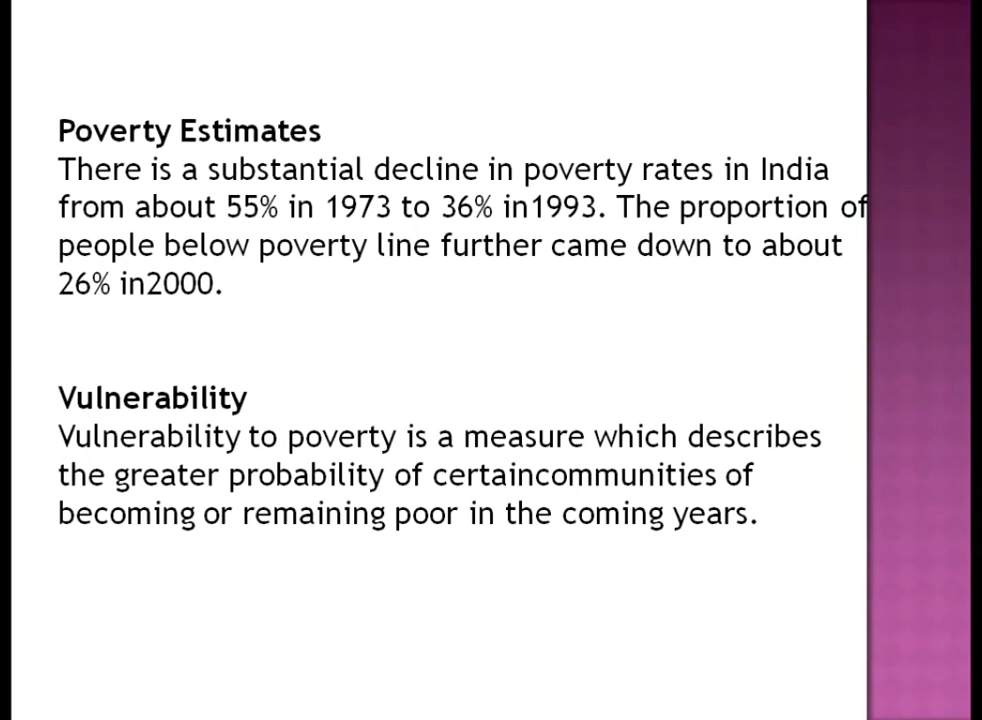 Poverty Estimates
There is a substantial decline in poverty rates in India
from about 55% in 1973 to 36% in1993. The proportion of
people below poverty line further came down to about
26% in2000.
Vulnerability
Vulnerability to poverty is a measure which describes
the greater probability of certaincommunities of
becoming or remaining poor in the coming years.